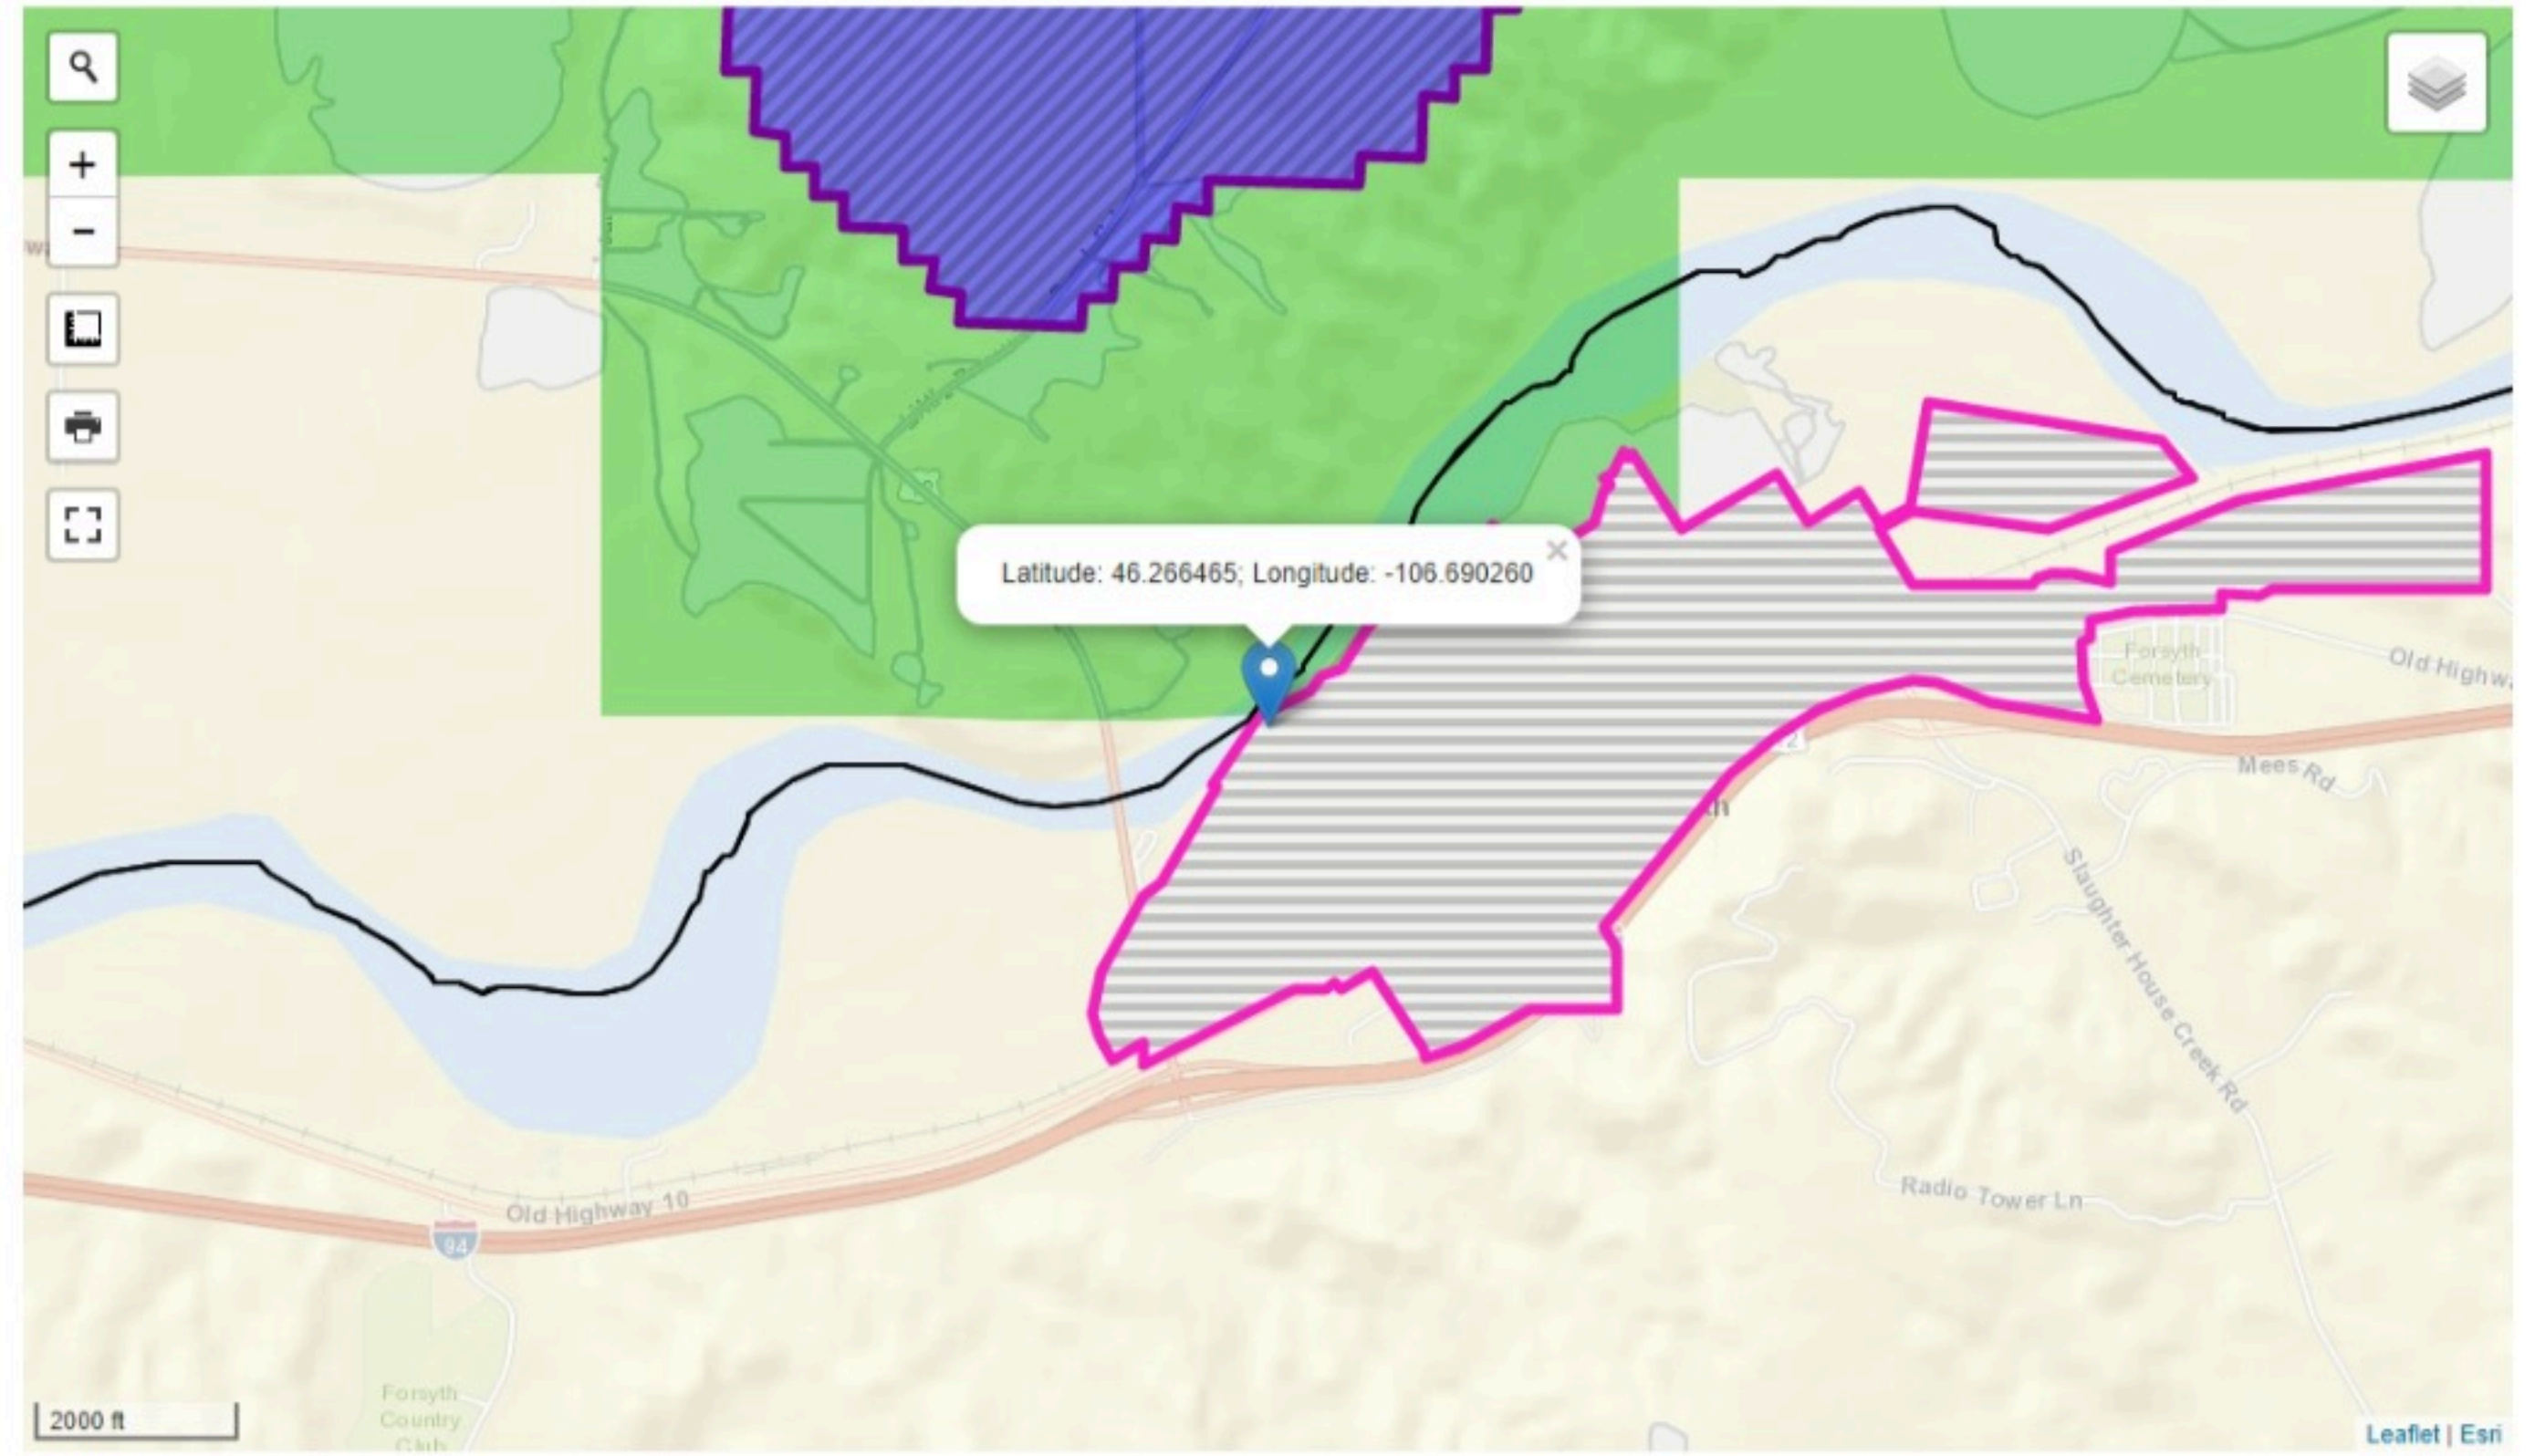 +
−
Latitude: 46.266465; Longitude: -106.690260
×
Forsyth
Cemetery
Old Highw
Mees Rd
Slaughter House Creek Rd
Radio Tower Ln
Old Highway 10
94
Forsyth
Country
Club
2000 ft
Leaflet | Esri